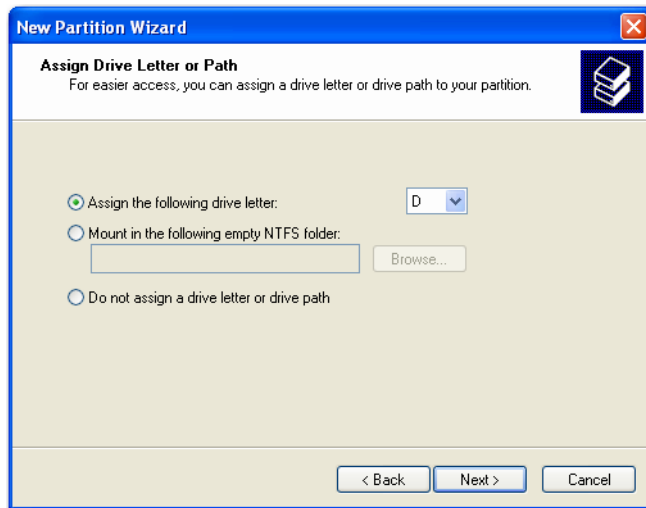 New Partition Wizard
Assign Drive Letter or Path
For easier access, you can assign a drive letter or drive path to your partition.
Assign the following drive letter: D
Mount in the following empty NTFS folder:
Browse...
Do not assign a drive letter or drive path
< Back Next > Cancel